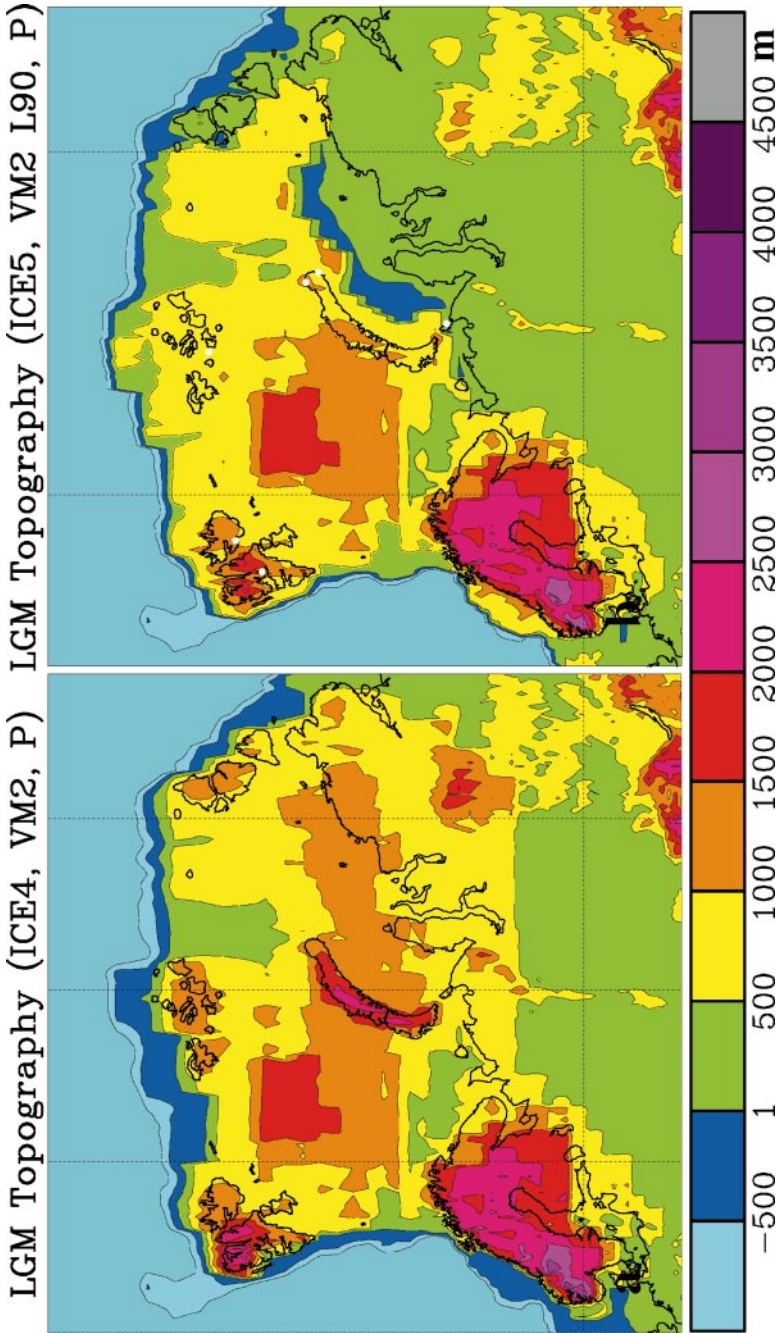 LGM Topography (ICE4, VM2, P)
LGM Topography (ICE5, VM2 L90, P)
−500 1 500 1000 1500 2000 2500 3000 3500 4000 4500 m